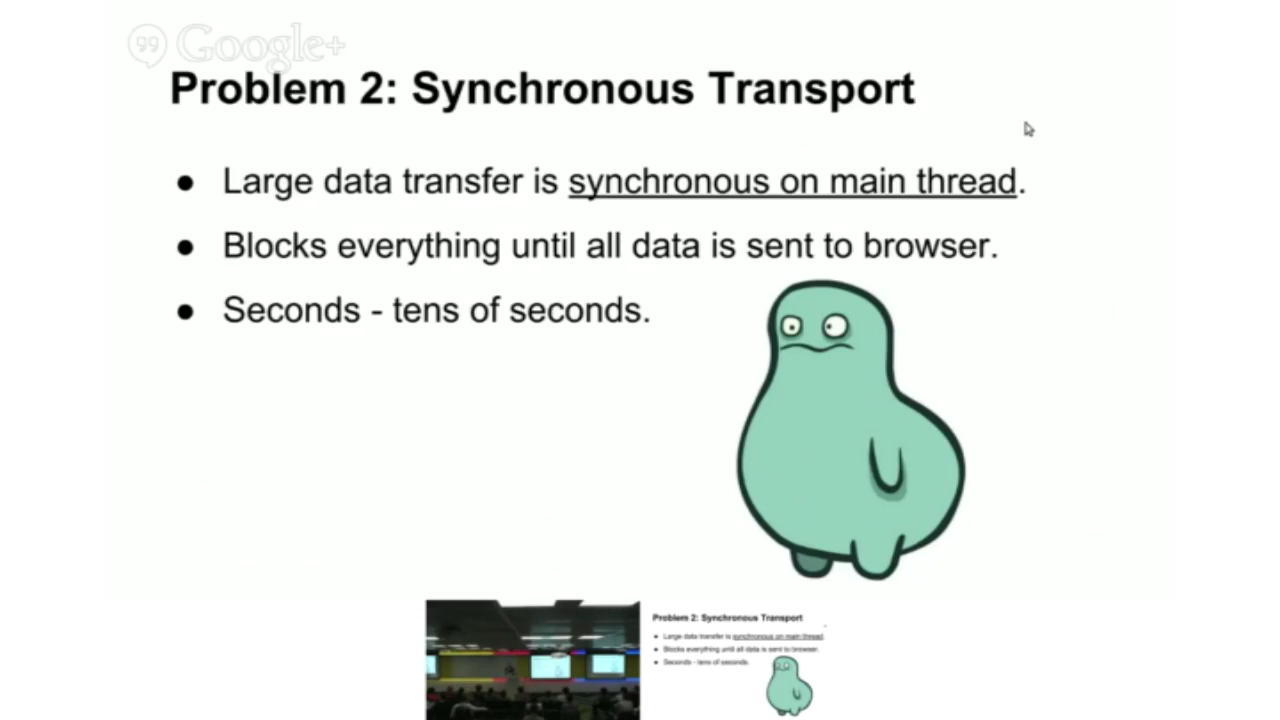 Google+
Problem 2: Synchronous Transport
● Large data transfer is synchronous on main thread.
● Blocks everything until all data is sent to browser.
● Seconds - tens of seconds.
Problem 2: Synchronous Transport
● Large data transfer is synchronous on main thread.
● Blocks everything until all data is sent to browser.
● Seconds - tens of seconds.